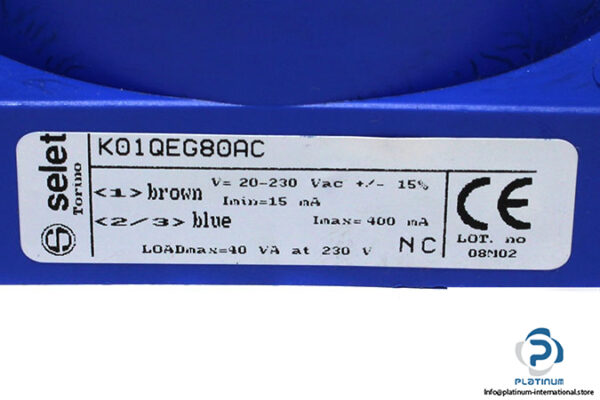 selet
Torino
K01QEG80AC
<1> brown
V= 20-230 Vac +/- 15%
Imin=15 mA
<2/3> blue
Imax= 400 mA
LOADmax=40 VA at 230 V
NC
CE
LOT. no
08M02
PLATINUM
Info@platinum-international.store